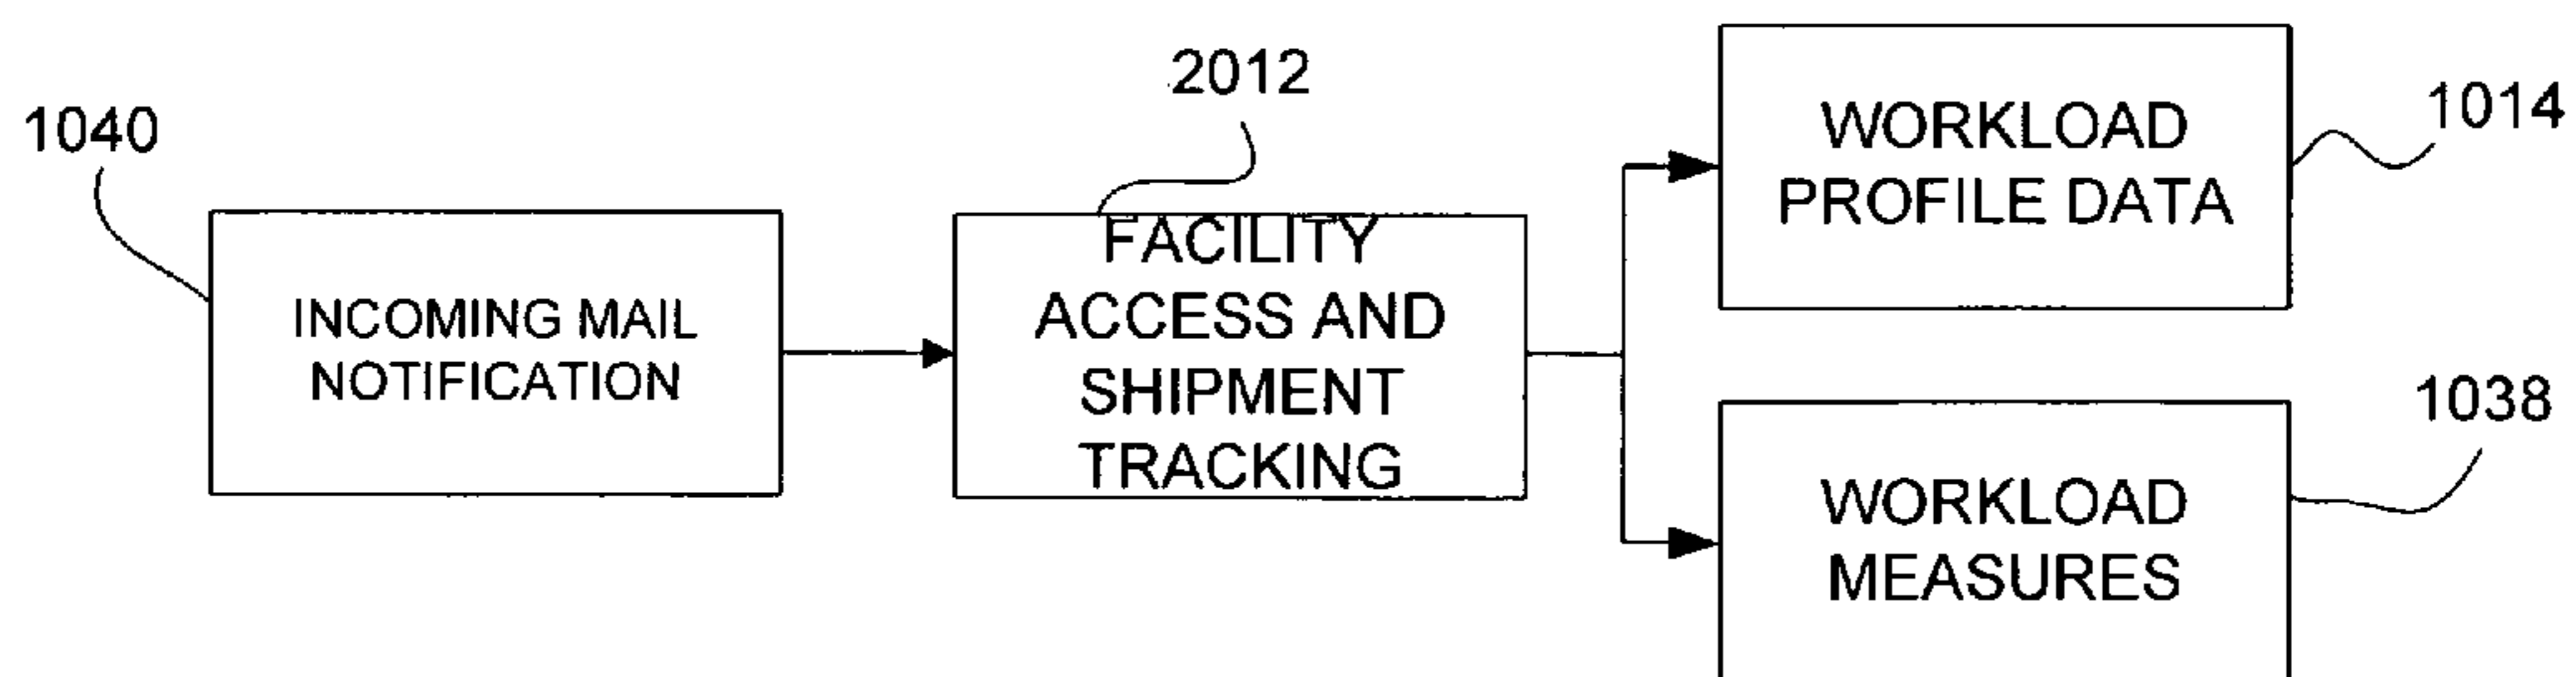 1040
INCOMING MAIL
NOTIFICATION
2012
FACILITY
ACCESS AND
SHIPMENT
TRACKING
1014
WORKLOAD
PROFILE DATA
1038
WORKLOAD
MEASURES